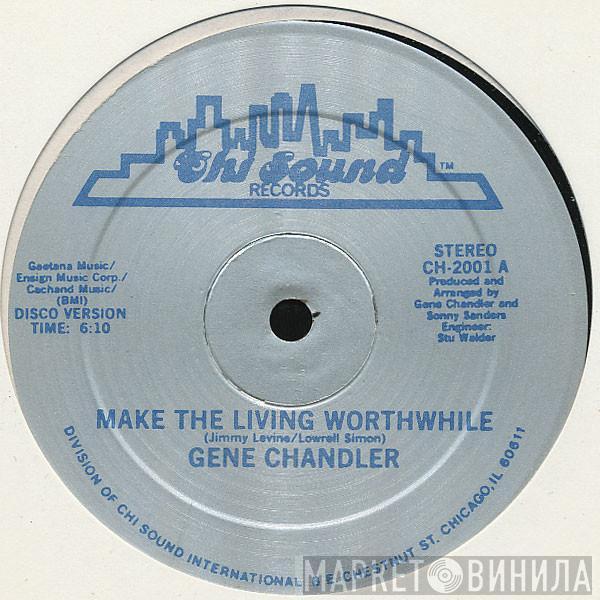 Chi Sound
TM
RECORDS
Gaetana Music/
Ensign Music Corp./
Cachand Music/
(BMI)
DISCO VERSION
TIME: 6:10
STEREO
CH-2001 A
Produced and
Arranged by
Gene Chandler and
Sonny Sanders
Engineer:
Stu Walder
MAKE THE LIVING WORTHWHILE
(Jimmy Levine/Lowrell Simon)
GENE CHANDLER
DIVISION OF CHI SOUND INTERNATIONAL 8 E. CHESTNUT ST. CHICAGO, IL 60611
МАРКЕТ ВИНИЛА